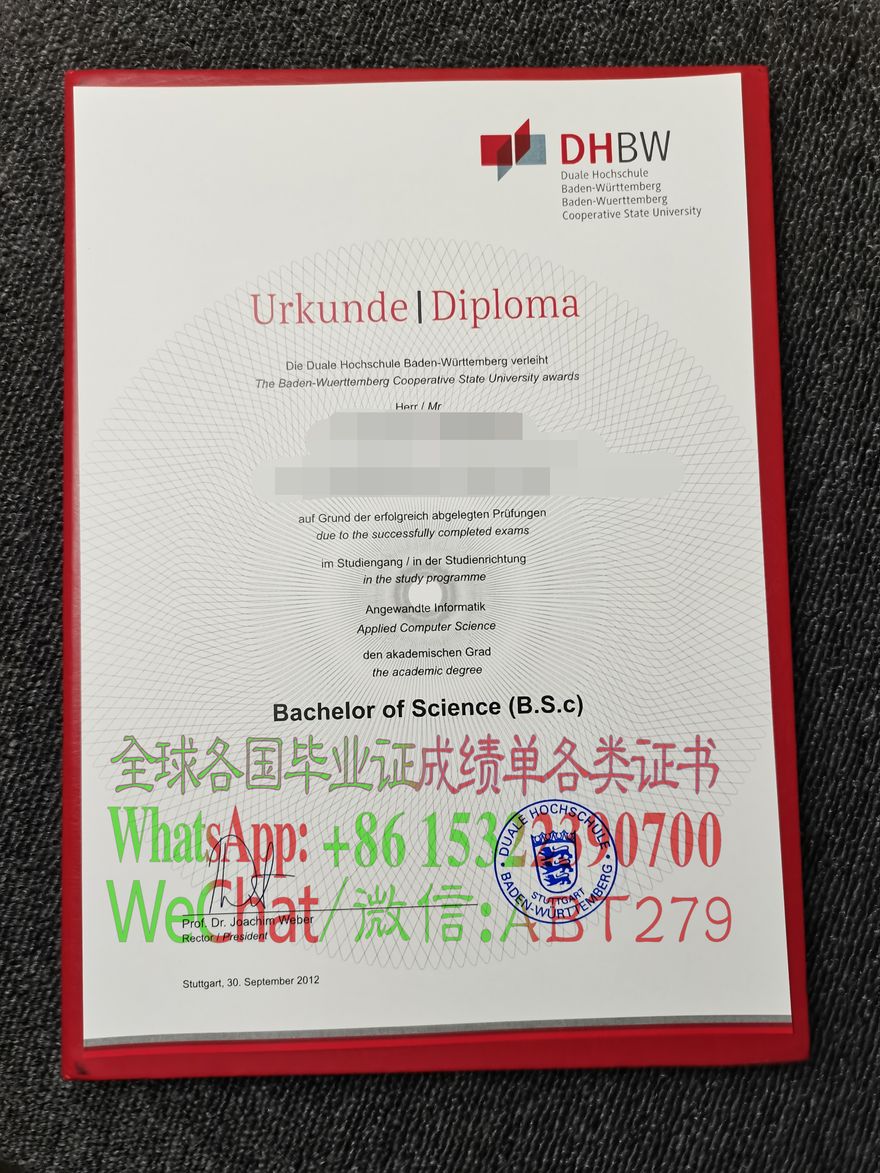 DHBW
Duale Hochschule
Baden-Württemberg
Baden-Wuerttemberg
Cooperative State University
Urkunde | Diploma
Die Duale Hochschule Baden-Württemberg verleiht
The Baden-Wuerttemberg Cooperative State University awards
Herr / Mr
auf Grund der erfolgreich abgelegten Prüfungen
due to the successfully completed exams
im Studiengang / in der Studienrichtung
in the study programme
Angewandte Informatik
Applied Computer Science
den akademischen Grad
the academic degree
Bachelor of Science (B.S.c)
全球各国毕业证成绩单各类证书
WhatsApp: +86 15322390700
WeChat/微信:ABT279
DUALE HOCHSCHULE
BADEN-WÜRTTEMBERG
STUTTGART
Prof. Dr. Joachim Weber
Rector / President
Stuttgart, 30. September 2012